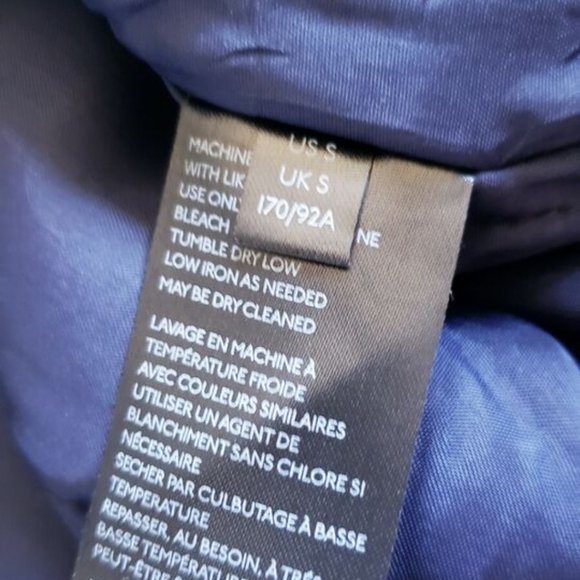 US S
UK S
170/92A
MACHINE
WITH LIK
USE ONL NE
BLEACH
TUMBLE DRY LOW
LOW IRON AS NEEDED
MAY BE DRY CLEANED
LAVAGE EN MACHINE À
TEMPÉRATURE FROIDE
AVEC COULEURS SIMILAIRES
UTILISER UN AGENT DE
BLANCHIMENT SANS CHLORE SI
NÉCESSAIRE
SECHER PAR CULBUTAGE À BASSE
TEMPERATURE
REPASSER, AU BESOIN, À TRÈS
BASSE TEMPÉRATURE
PEUT-ÊTRE